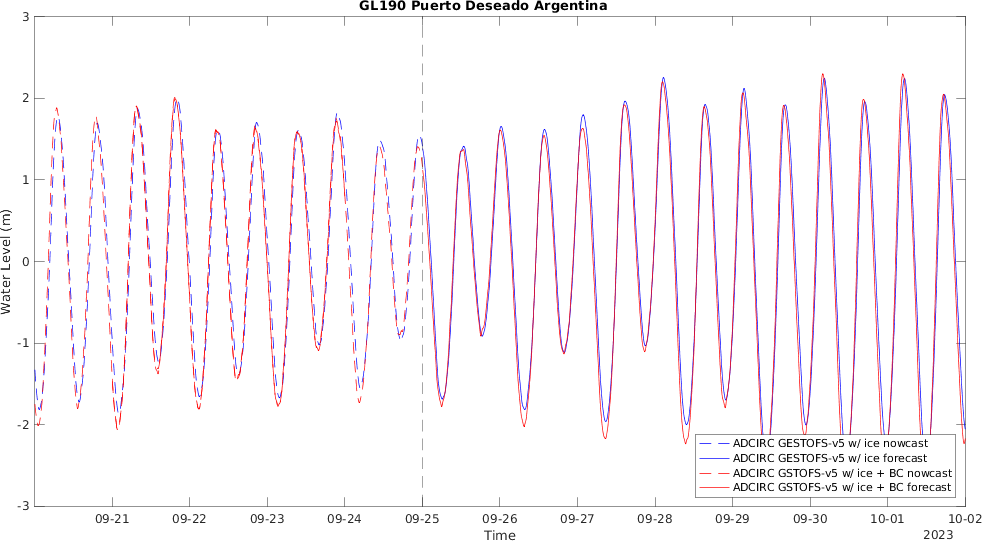 GL190 Puerto Deseado Argentina
3
2
1
0
-1
-2
-3
Water Level (m)
09-21 09-22 09-23 09-24 09-25 09-26 09-27 09-28 09-29 09-30 10-01 10-02
Time
2023
ADCIRC GESTOFS-v5 w/ ice nowcast
ADCIRC GESTOFS-v5 w/ ice forecast
ADCIRC GSTOFS-v5 w/ ice + BC nowcast
ADCIRC GSTOFS-v5 w/ ice + BC forecast